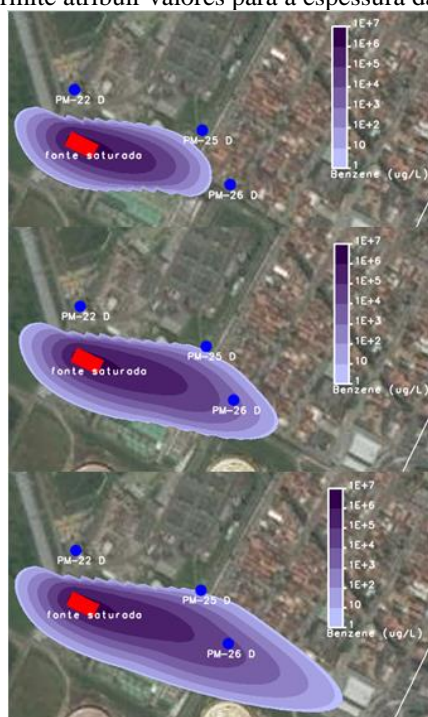 rmite atribuir valores para a espessura da
1E+7
1E+6
1E+5
1E+4
1E+3
1E+2
10
1
Benzene (ug/L)
PM-22 D
PM-25 D
PM-26 D
fonte saturada
1E+7
1E+6
1E+5
1E+4
1E+3
1E+2
10
1
Benzene (ug/L)
PM-22 D
PM-25 D
PM-26 D
fonte saturada
1E+7
1E+6
1E+5
1E+4
1E+3
1E+2
10
1
Benzene (ug/L)
PM-22 D
PM-25 D
PM-26 D
fonte saturada